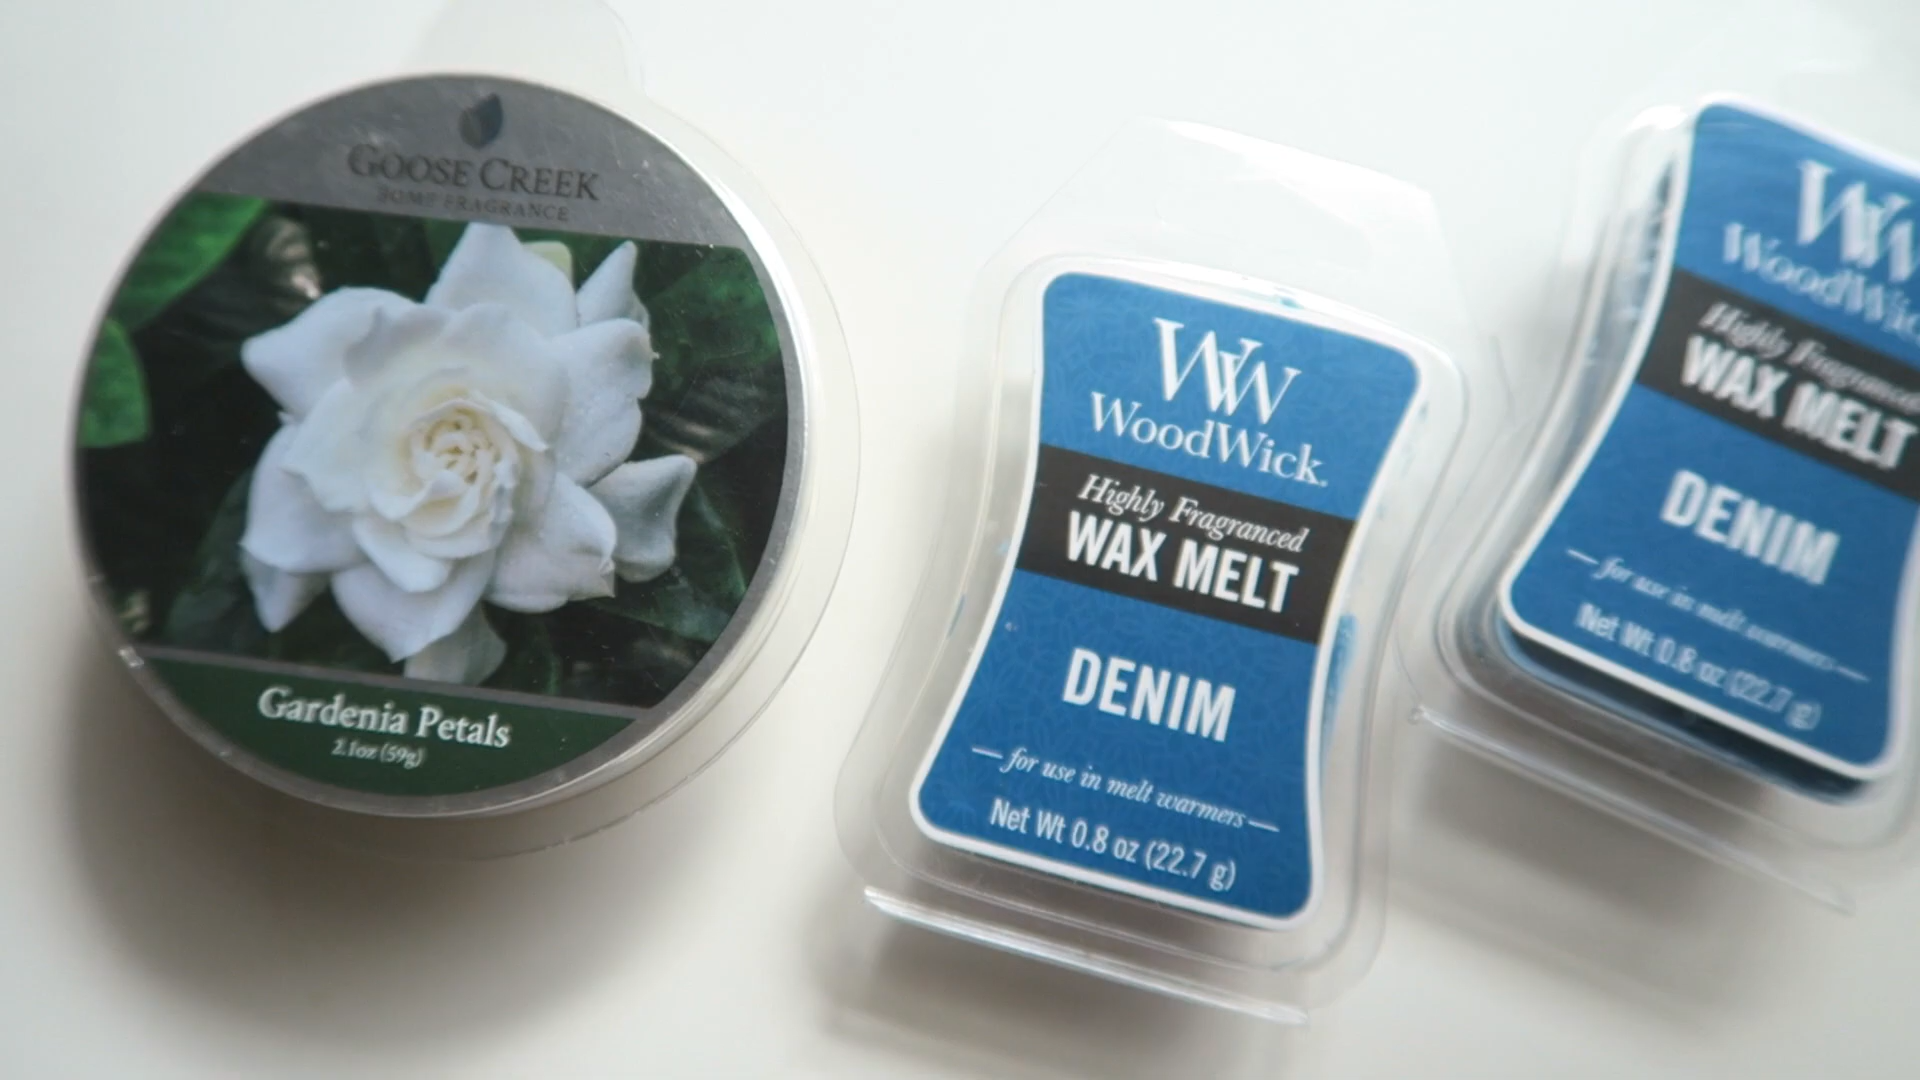 GOOSE CREEK
HOME FRAGRANCE
Gardenia Petals
2.1oz (59g)
WW
WoodWick.
Highly Fragranced
WAX MELT
DENIM
— for use in melt warmers —
Net Wt 0.8 oz (22.7 g)
WW
WoodWick
Highly Fragranced
WAX MELT
DENIM
— for use in melt warmers —
Net Wt 0.8 oz (22.7 g)